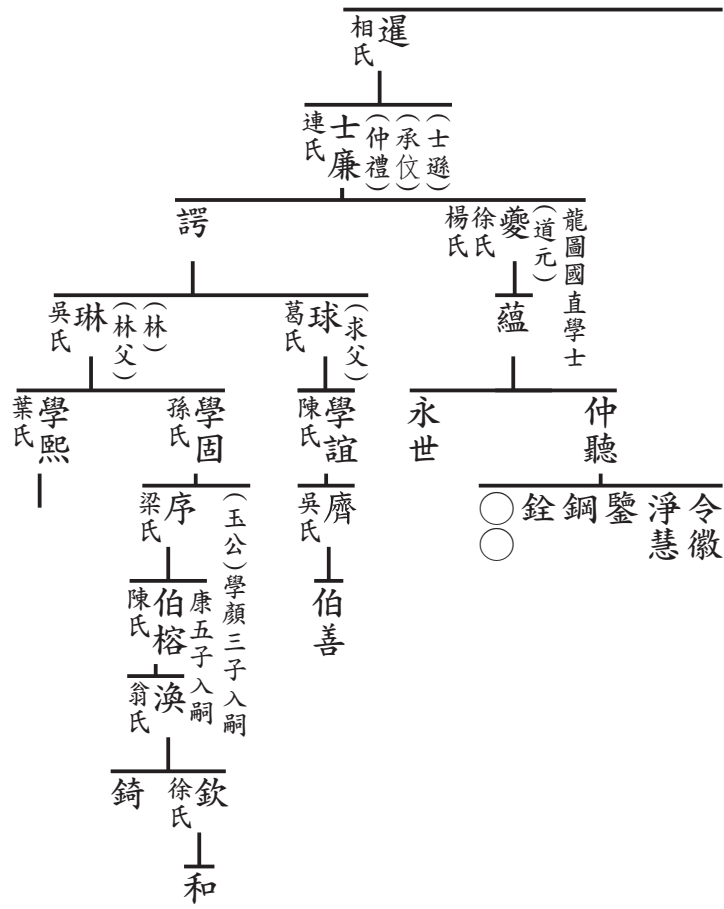 暹
相氏
(士遜)
(承伩)
(仲禮)
士廉
連氏
龍圖國直學士
(道元)
夔
徐氏
楊氏
諤
蘊
(求父)
球
葛氏
(林)
(林父)
琳
吳氏
仲聽
永世
學誼
陳氏
學固
孫氏
學熙
葉氏
令徽
淨慧
鑒
鋼
銓
○○
廗
吳氏
(玉公)學顏三子入嗣
序
梁氏
伯善
康五子入嗣
伯榕
陳氏
渙
翁氏
欽
徐氏
錡
和